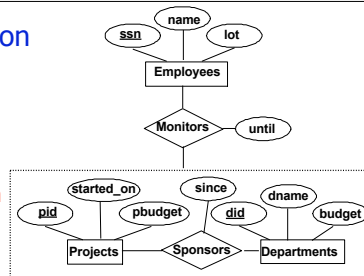 on
name
ssn
lot
Employees
Monitors
until
started_on
since
dname
pid
pbudget
did
budget
Projects
Sponsors
Departments